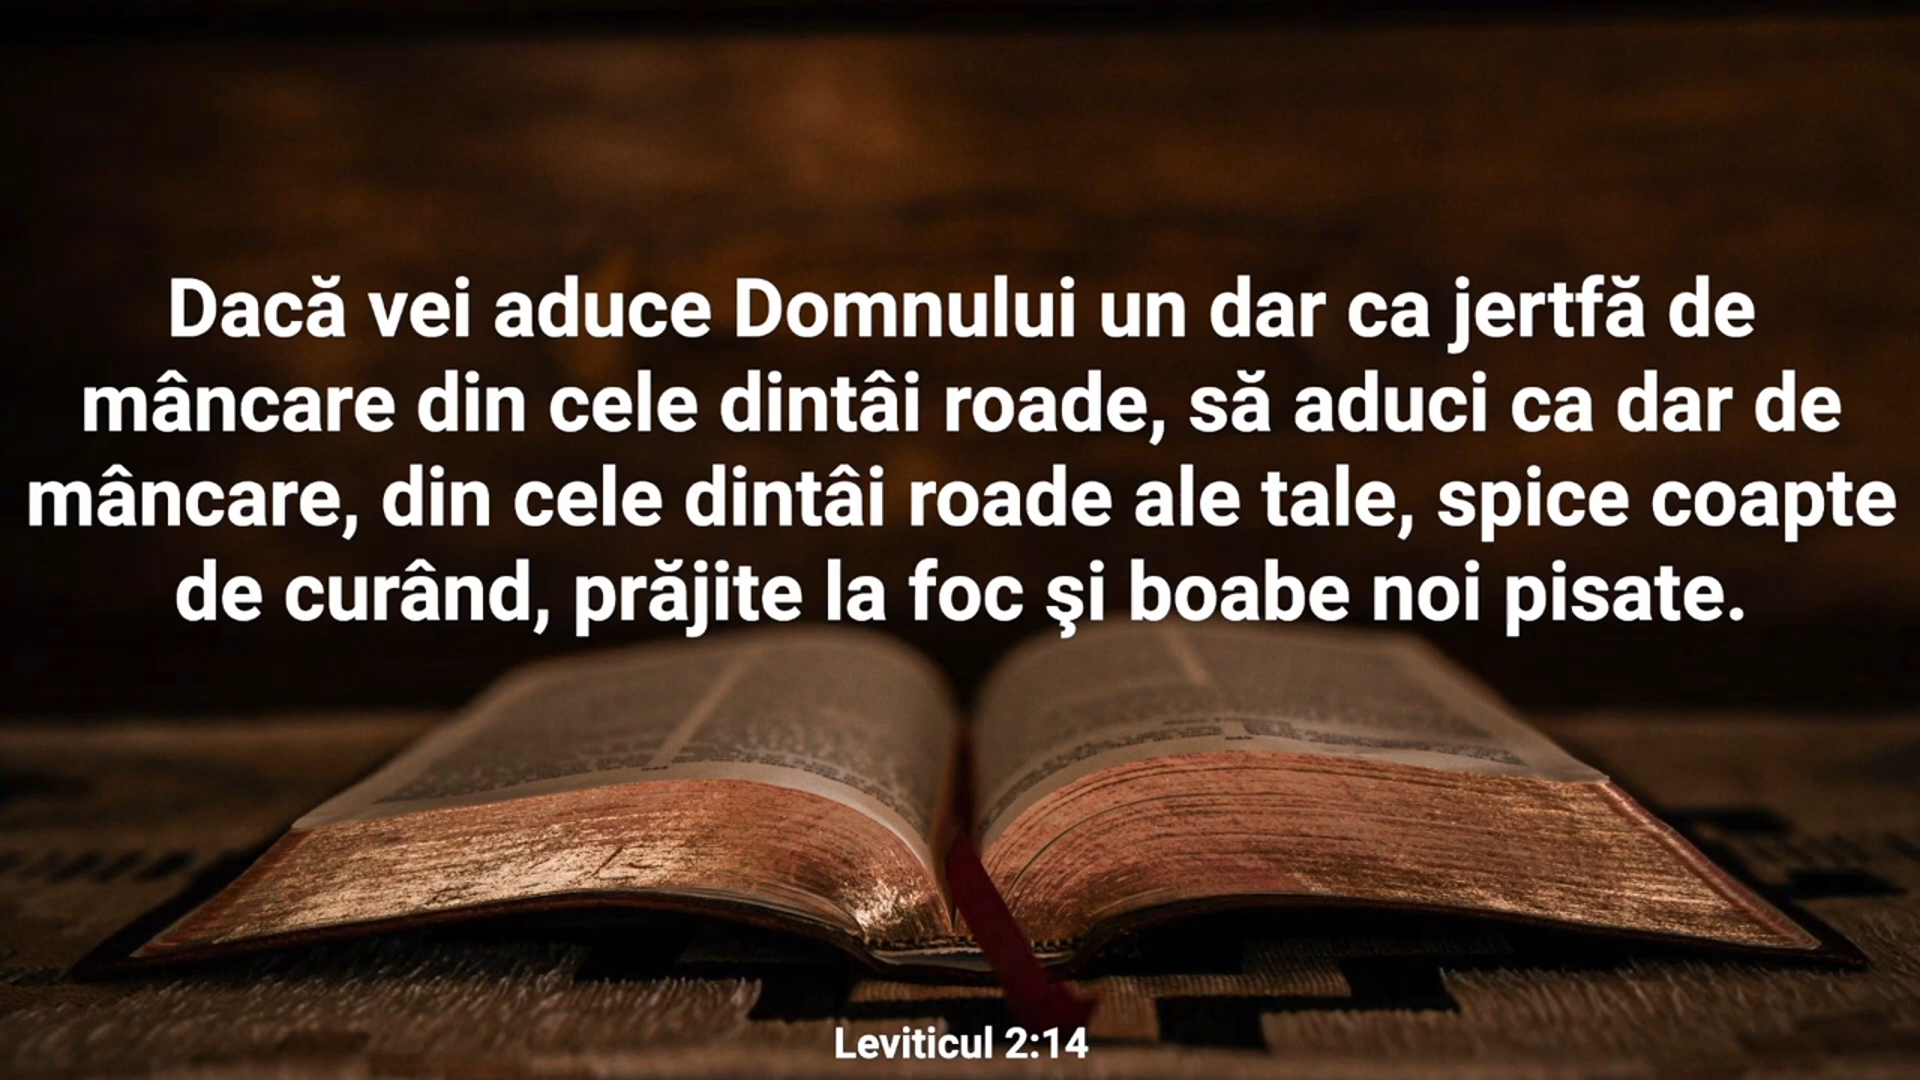 Dacă vei aduce Domnului un dar ca jertfă de
mâncare din cele dintâi roade, să aduci ca dar de
mâncare, din cele dintâi roade ale tale, spice coapte
de curând, prăjite la foc şi boabe noi pisate.
Leviticul 2:14